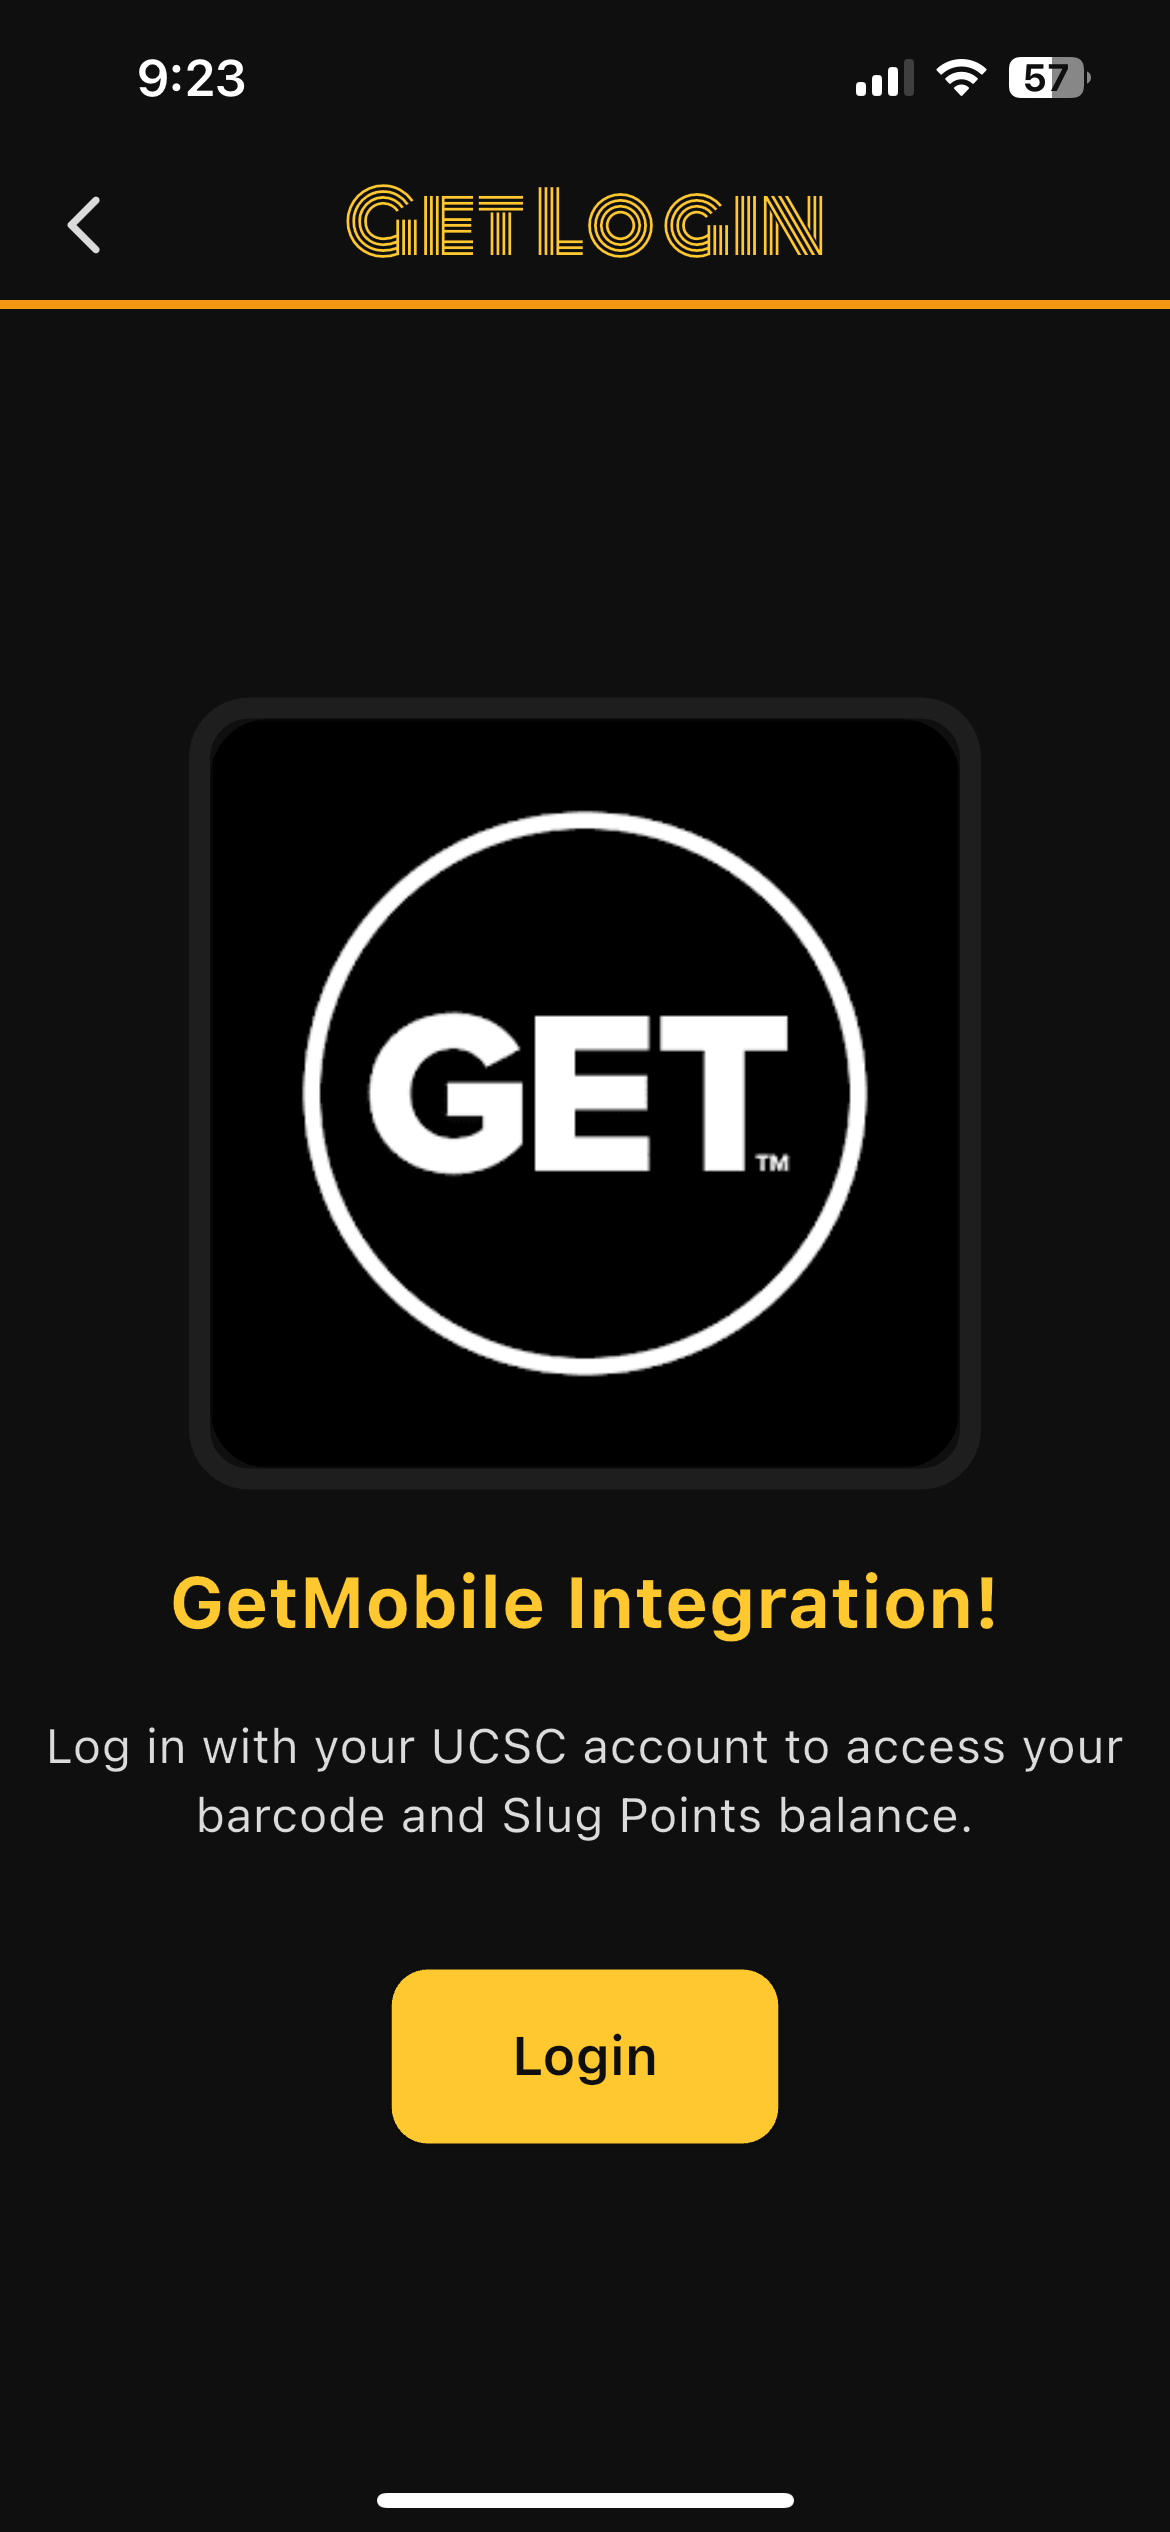 9:23
57
GET LOGIN
GET™
GetMobile Integration!
Log in with your UCSC account to access your
barcode and Slug Points balance.
Login